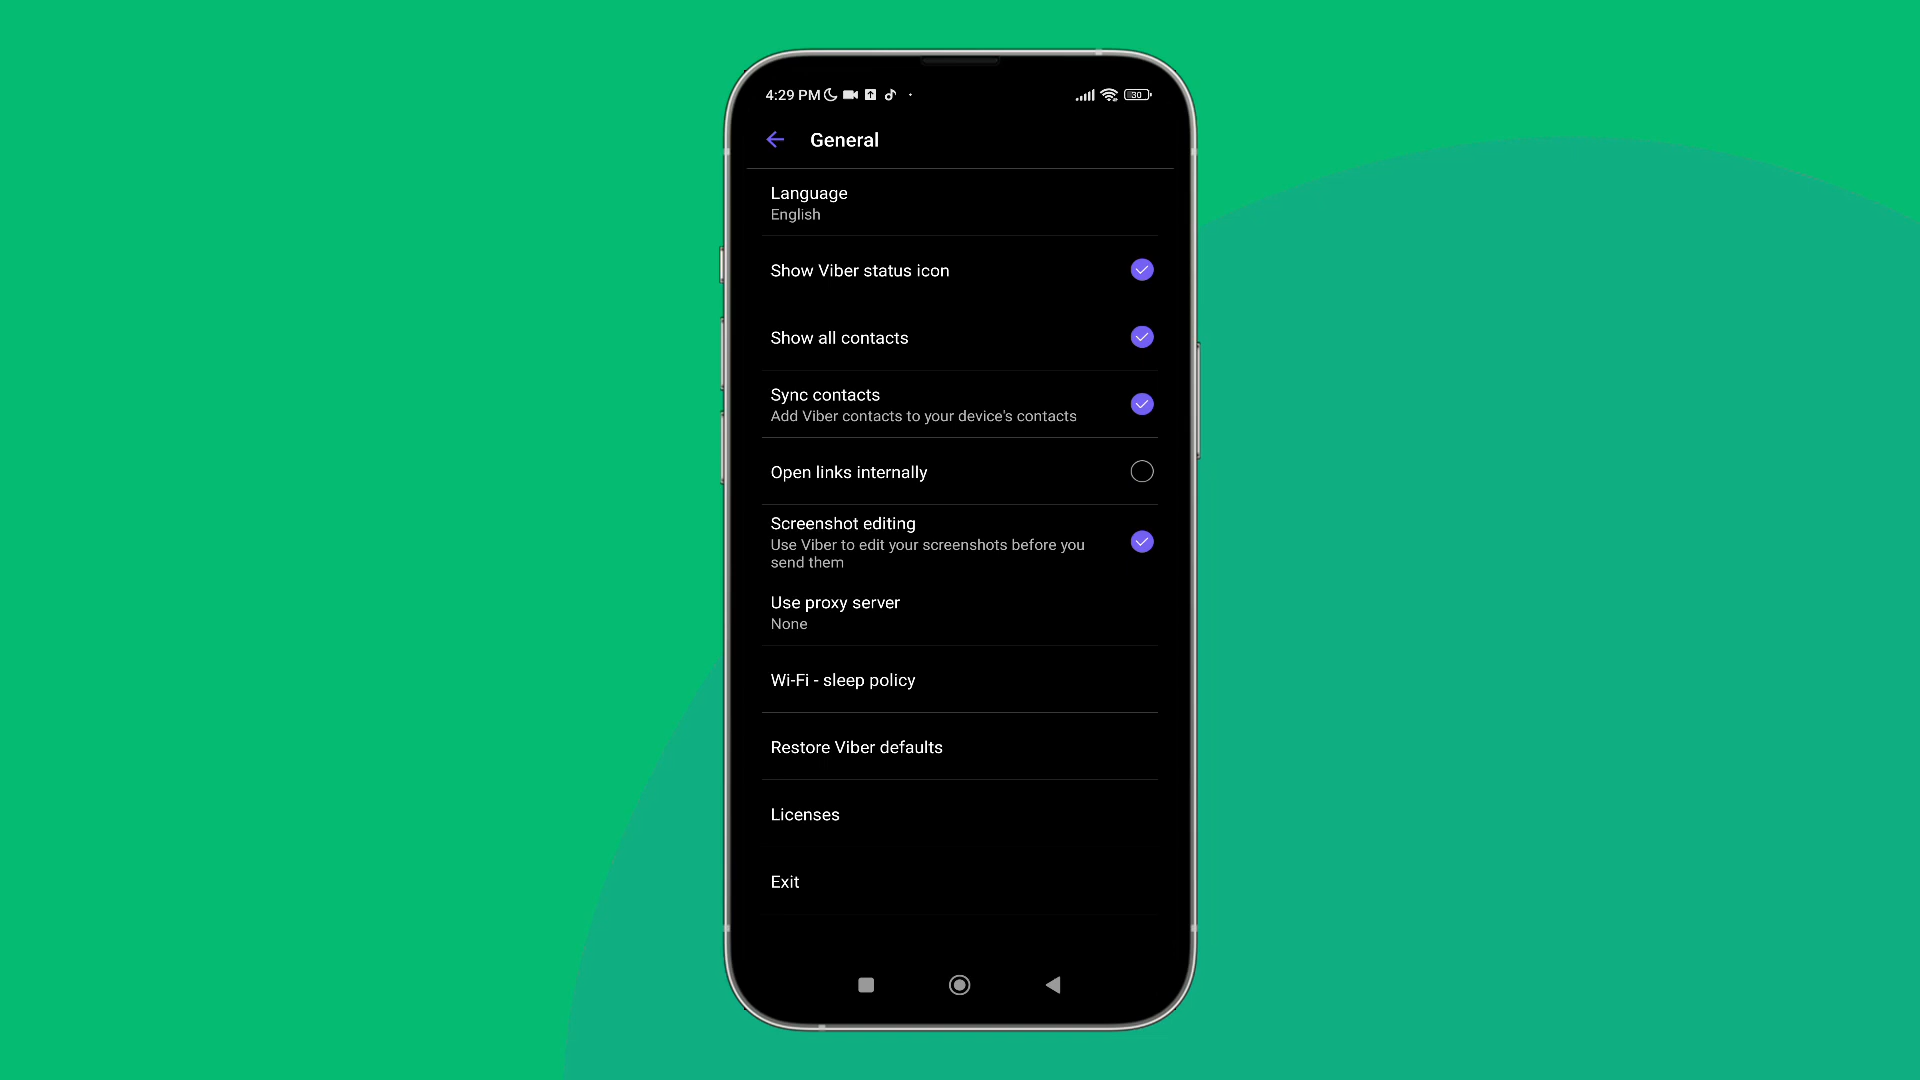 4:29 PM
30
General
Language
English
Show Viber status icon
Show all contacts
Sync contacts
Add Viber contacts to your device's contacts
Open links internally
Screenshot editing
Use Viber to edit your screenshots before you
send them
Use proxy server
None
Wi-Fi - sleep policy
Restore Viber defaults
Licenses
Exit